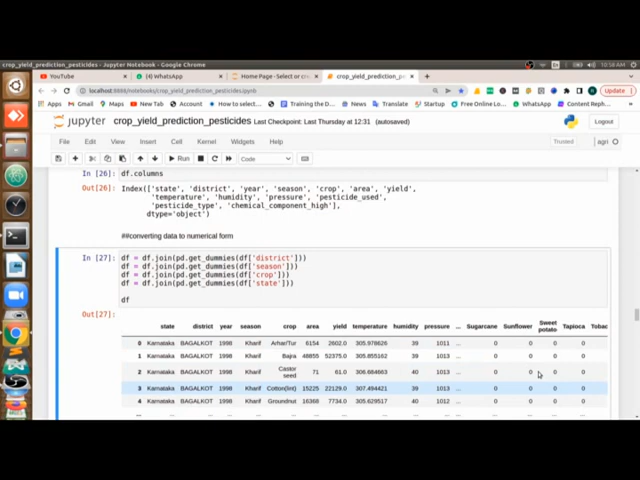 crop_yield_prediction_pesticides - Jupyter Notebook - Google Chrome
10:58 AM
YouTube
(4) WhatsApp
Home Page - Select or c
crop_yield_prediction_pe
localhost:8888/notebooks/crop_yield_prediction_pesticides.ipynb
Update
Gmail
Maps
New Tab
Account
How to selectes
Training the D
News
Translate
Shortcut
Free Online Lo
WhatsApp
Content Reph
jupyter crop_yield_prediction_pesticides Last Checkpoint: Last Thursday at 12:31 (autosaved)
Logout
File Edit View Insert Cell Kernel Widgets Help
Trusted
agri
Run
Code
In [26]: df.columns
Out[26]: Index(['state', 'district', 'year', 'season', 'crop', 'area', 'yield',
'temperature', 'humidity', 'pressure', 'pesticide_used',
'pesticide_type', 'chemical_component_high'],
dtype='object')
##converting data to numerical form
In [27]: df = df.join(pd.get_dummies(df['district']))
df = df.join(pd.get_dummies(df['season']))
df = df.join(pd.get_dummies(df['crop']))
df = df.join(pd.get_dummies(df['state']))
df
Out[27]:
state district year season crop area yield temperature humidity pressure ... Sugarcane Sunflower Sweet potato Tapioca Tobac
0 Karnataka BAGALKOT 1998 Kharif Arhar/Tur 6154 2602.0 305.978626 39 1011 ... 0 0 0 0
1 Karnataka BAGALKOT 1998 Kharif Bajra 48855 52375.0 305.855162 39 1013 ... 0 0 0 0
2 Karnataka BAGALKOT 1998 Kharif Castor seed 71 61.0 306.684663 40 1013 ... 0 0 0 0
3 Karnataka BAGALKOT 1998 Kharif Cotton(lint) 15225 22129.0 307.494421 39 1013 ... 0 0 0 0
4 Karnataka BAGALKOT 1998 Kharif Groundnut 16368 7734.0 305.629517 40 1012 ... 0 0 0 0
... ... ... ... ... ... ... ... ... ... ... ... ... ... ...